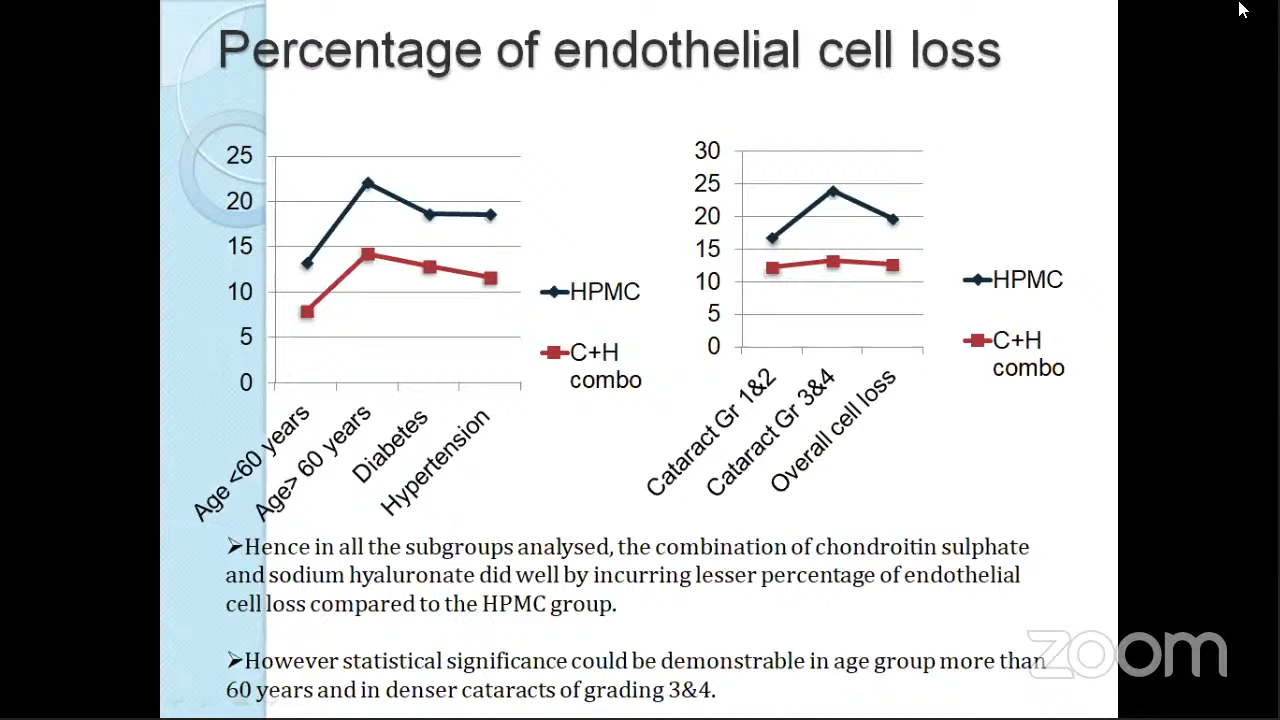 Percentage of endothelial cell loss
25
20
15
10
5
0
Age <60 years
Age> 60 years
Diabetes
Hypertension
HPMC
C+H
combo
30
25
20
15
10
5
0
Cataract Gr 1&2
Cataract Gr 3&4
Overall cell loss
HPMC
C+H
combo
➢Hence in all the subgroups analysed, the combination of chondroitin sulphate
and sodium hyaluronate did well by incurring lesser percentage of endothelial
cell loss compared to the HPMC group.
➢However statistical significance could be demonstrable in age group more than
60 years and in denser cataracts of grading 3&4.
zoom